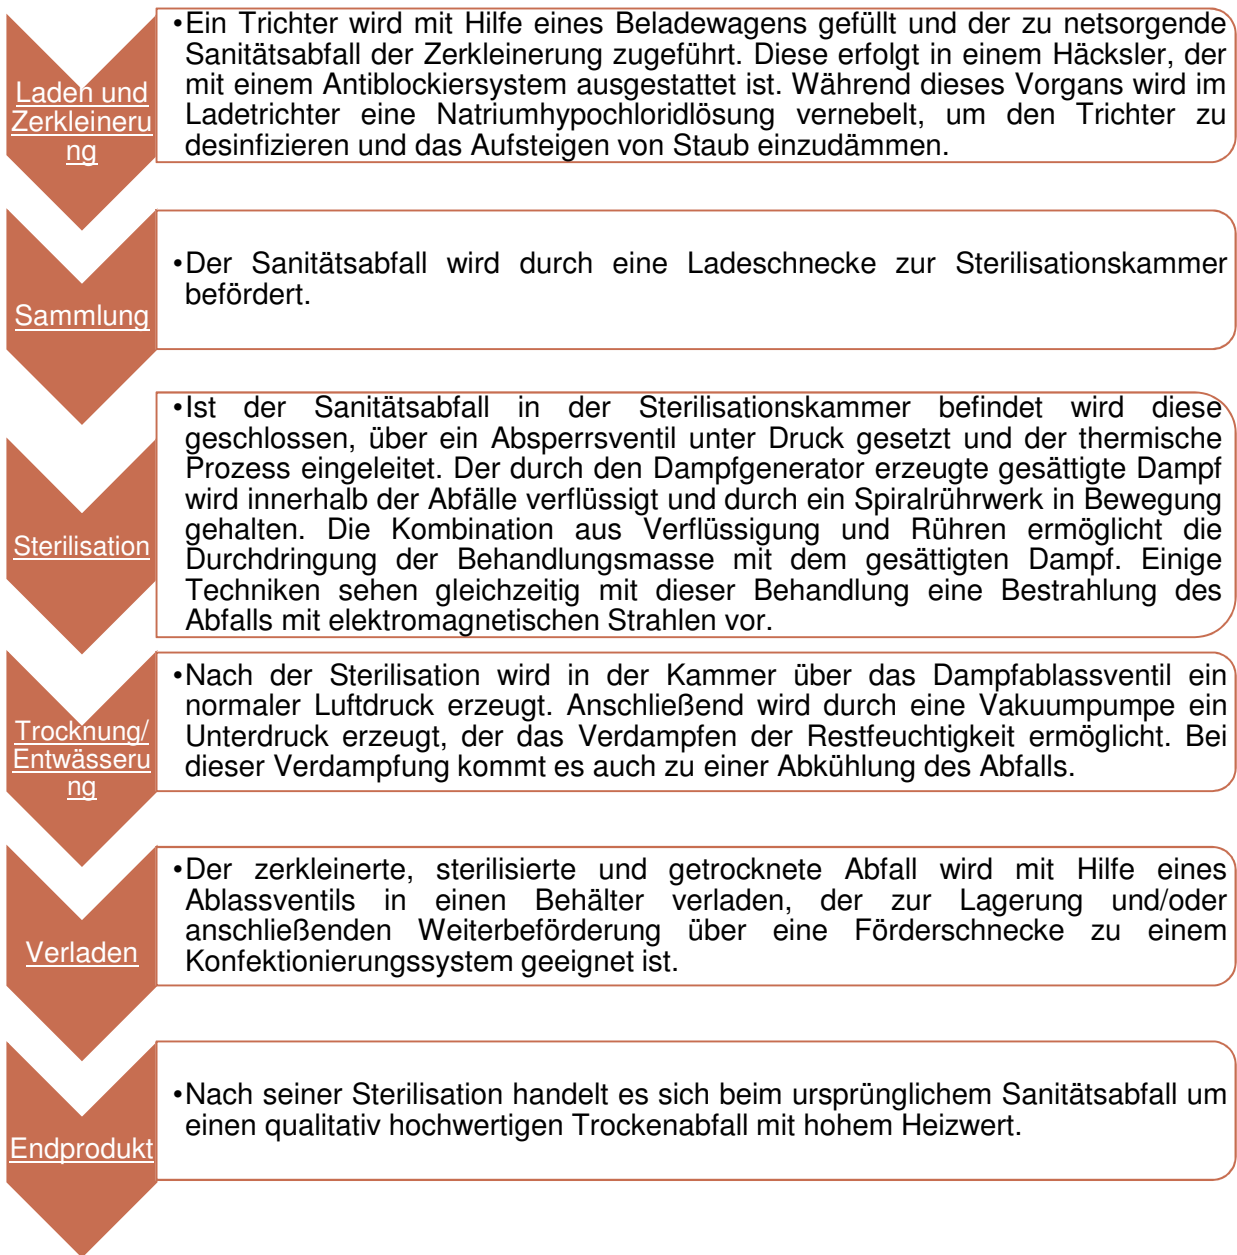 Laden und
Zerkleineru
ng
•Ein Trichter wird mit Hilfe eines Beladewagens gefüllt und der zu netsorgende
Sanitätsabfall der Zerkleinerung zugeführt. Diese erfolgt in einem Häcksler, der
mit einem Antiblockiersystem ausgestattet ist. Während dieses Vorgans wird im
Ladetrichter eine Natriumhypochloridlösung vernebelt, um den Trichter zu
desinfizieren und das Aufsteigen von Staub einzudämmen.
Sammlung
•Der Sanitätsabfall wird durch eine Ladeschnecke zur Sterilisationskammer
befördert.
Sterilisation
•Ist der Sanitätsabfall in der Sterilisationskammer befindet wird diese
geschlossen, über ein Absperrsventil unter Druck gesetzt und der thermische
Prozess eingeleitet. Der durch den Dampfgenerator erzeugte gesättigte Dampf
wird innerhalb der Abfälle verflüssigt und durch ein Spiralrührwerk in Bewegung
gehalten. Die Kombination aus Verflüssigung und Rühren ermöglicht die
Durchdringung der Behandlungsmasse mit dem gesättigten Dampf. Einige
Techniken sehen gleichzeitig mit dieser Behandlung eine Bestrahlung des
Abfalls mit elektromagnetischen Strahlen vor.
Trocknung/
Entwässeru
ng
•Nach der Sterilisation wird in der Kammer über das Dampfablassventil ein
normaler Luftdruck erzeugt. Anschließend wird durch eine Vakuumpumpe ein
Unterdruck erzeugt, der das Verdampfen der Restfeuchtigkeit ermöglicht. Bei
dieser Verdampfung kommt es auch zu einer Abkühlung des Abfalls.
Verladen
•Der zerkleinerte, sterilisierte und getrocknete Abfall wird mit Hilfe eines
Ablassventils in einen Behälter verladen, der zur Lagerung und/oder
anschließenden Weiterbeförderung über eine Förderschnecke zu einem
Konfektionierungssystem geeignet ist.
Endprodukt
•Nach seiner Sterilisation handelt es sich beim ursprünglichem Sanitätsabfall um
einen qualitativ hochwertigen Trockenabfall mit hohem Heizwert.